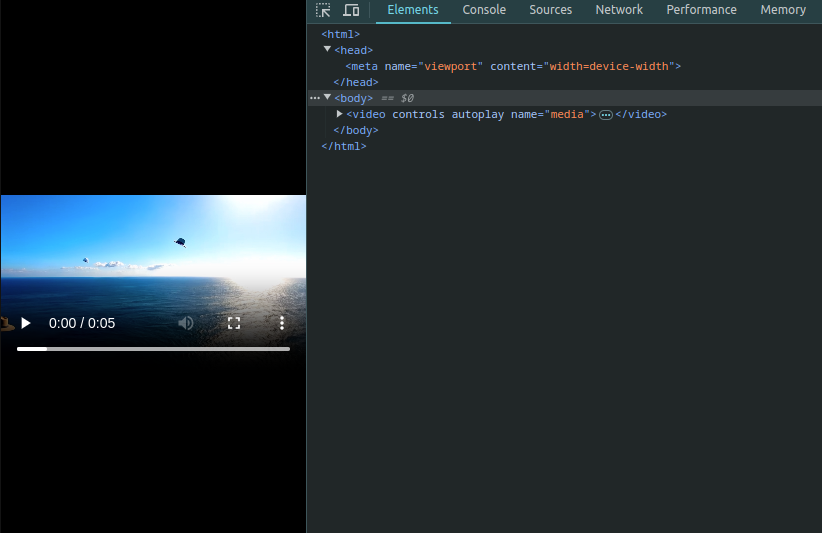 Elements Console Sources Network Performance Memory
<html>
<head>
<meta name="viewport" content="width=device-width">
</head>
<body> == $0
<video controls autoplay name="media"></video>
</body>
</html>
0:00 / 0:05